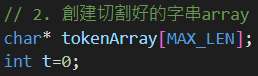 // 2. 創建切割好的字串array
char* tokenArray[MAX_LEN];
int t=0;